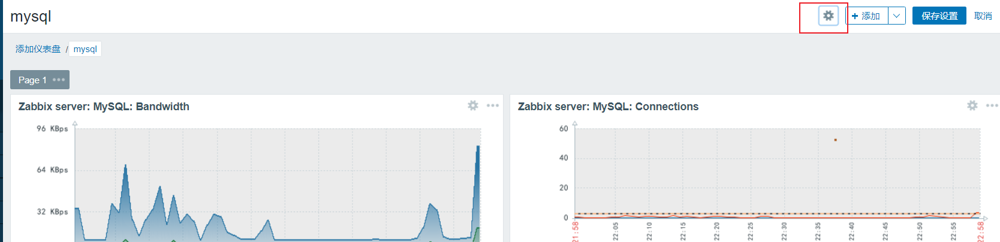 mysql
+ 添加
保存设置
取消
添加仪表盘 / mysql
Page 1
Zabbix server: MySQL: Bandwidth
96 KBps
64 KBps
32 KBps
Zabbix server: MySQL: Connections
60
40
20
0
21:58
22:05
22:10
22:15
22:20
22:25
22:30
22:35
22:40
22:45
22:50
22:55
22:58